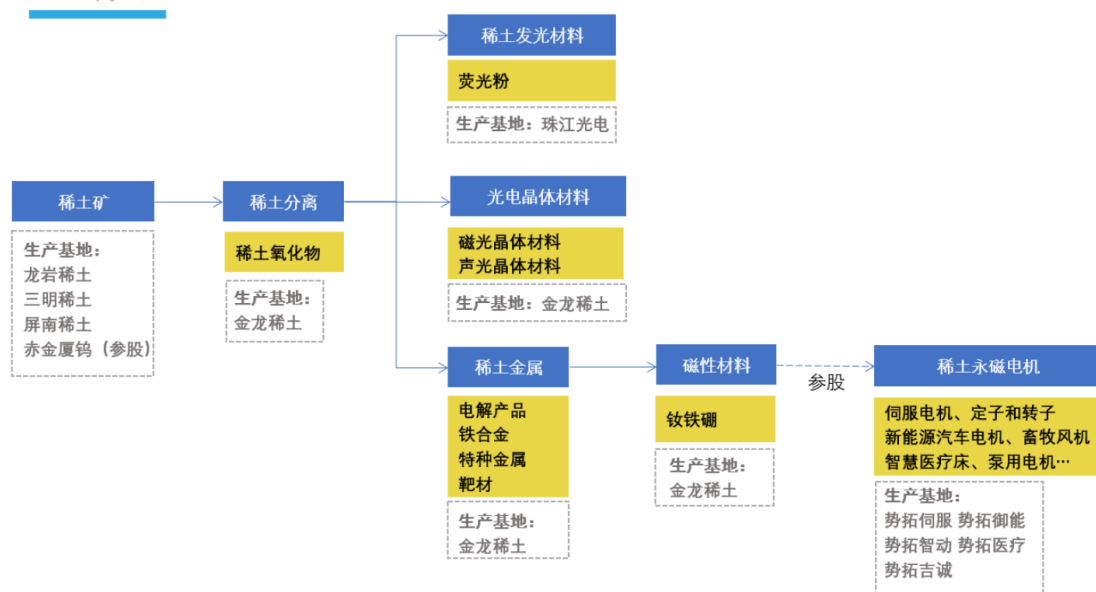 稀土发光材料
荧光粉
生产基地：珠江光电
稀土矿
生产基地：
龙岩稀土
三明稀土
屏南稀土
赤金厦钨（参股）
稀土分离
稀土氧化物
生产基地：
金龙稀土
光电晶体材料
磁光晶体材料
声光晶体材料
生产基地：金龙稀土
稀土金属
电解产品
铁合金
特种金属
靶材
生产基地：
金龙稀土
磁性材料
钕铁硼
生产基地：
金龙稀土
参股
稀土永磁电机
伺服电机、定子和转子
新能源汽车电机、畜牧风机
智慧医疗床、泵用电机…
生产基地：
势拓伺服 势拓御能
势拓智动 势拓医疗
势拓吉诚